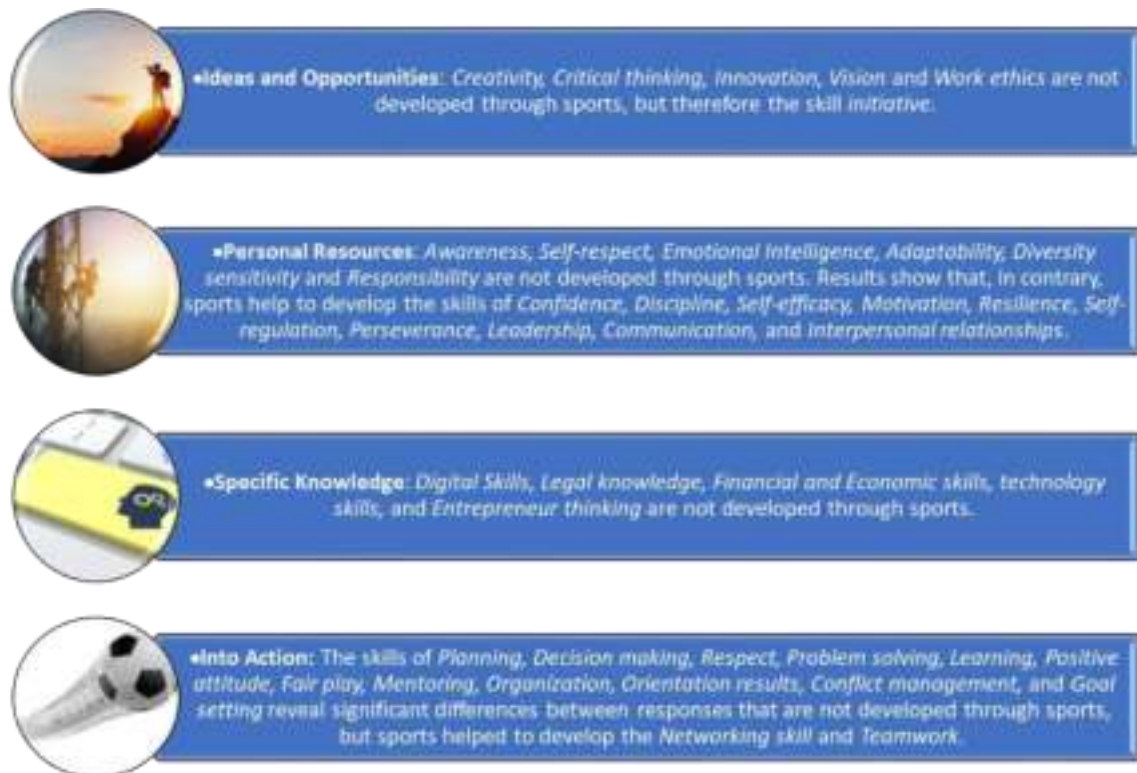 •Ideas and Opportunities: Creativity, Critical thinking, Innovation, Vision and Work ethics are not
developed through sports, but therefore the skill initiative.
•Personal Resources: Awareness, Self-respect, Emotional Intelligence, Adaptability, Diversity
sensitivity and Responsibility are not developed through sports. Results show that, in contrary,
sports help to develop the skills of Confidence, Discipline, Self-efficacy, Motivation, Resilience, Self-
regulation, Perseverance, Leadership, Communication, and Interpersonal relationships.
•Specific Knowledge: Digital Skills, Legal knowledge, Financial and Economic skills, technology
skills, and Entrepreneur thinking are not developed through sports.
•Into Action: The skills of Planning, Decision making, Respect, Problem solving, Learning, Positive
attitude, Fair play, Mentoring, Organization, Orientation results, Conflict management, and Goal
setting reveal significant differences between responses that are not developed through sports,
but sports helped to develop the Networking skill and Teamwork.